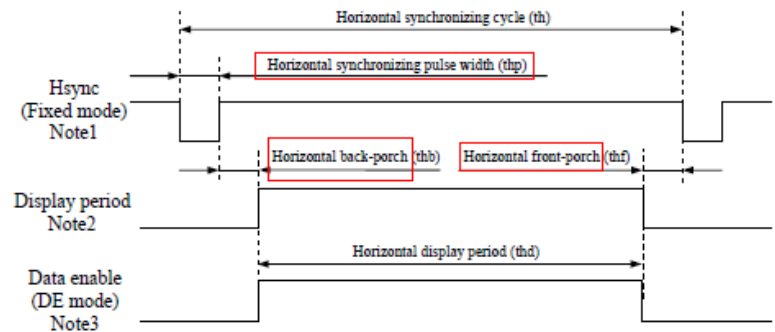 Horizontal synchronizing cycle (th)
Horizontal synchronizing pulse width (thp)
Hsync
(Fixed mode)
Note1
Horizontal back-porch (thb)
Horizontal front-porch (thf)
Display period
Note2
Horizontal display period (thd)
Data enable
(DE mode)
Note3